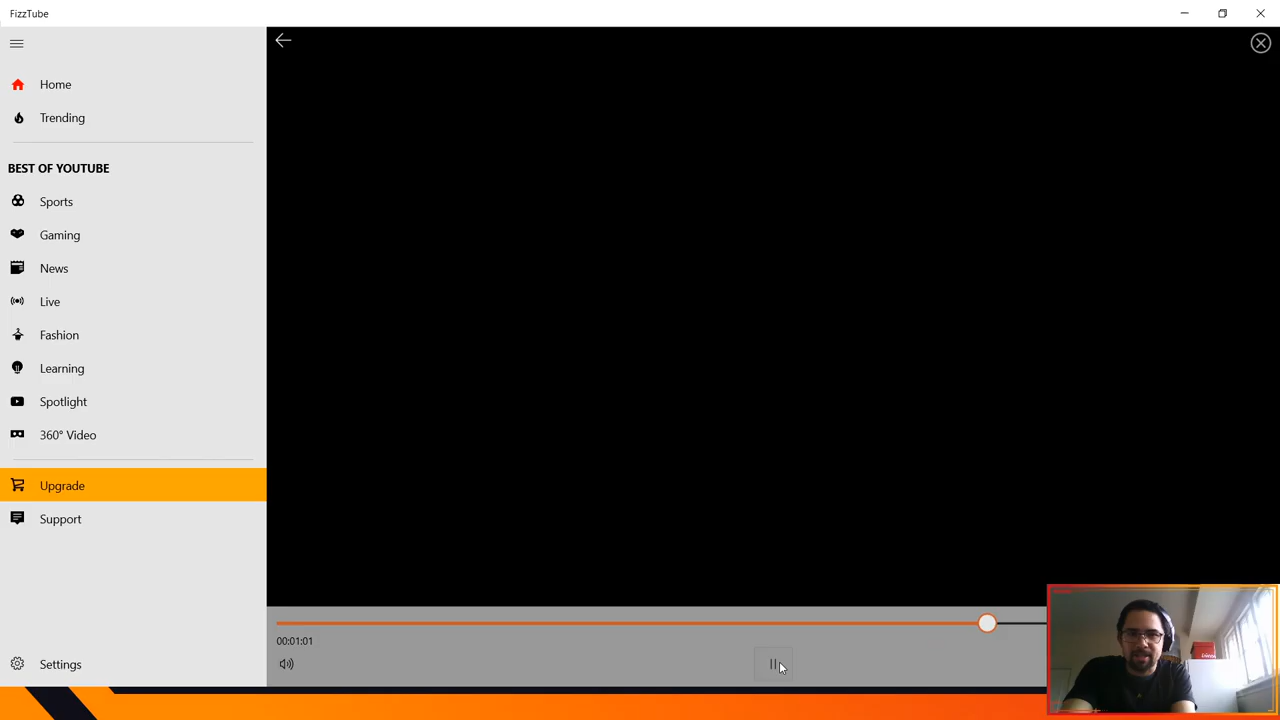 FizzTube
Home
Trending
BEST OF YOUTUBE
Sports
Gaming
News
Live
Fashion
Learning
Spotlight
360° Video
Upgrade
Support
Settings
00:01:01